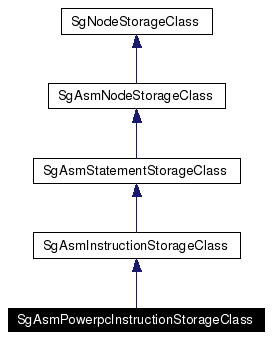 SgNodeStorageClass
SgAsmNodeStorageClass
SgAsmStatementStorageClass
SgAsmInstructionStorageClass
SgAsmPowerpcInstructionStorageClass